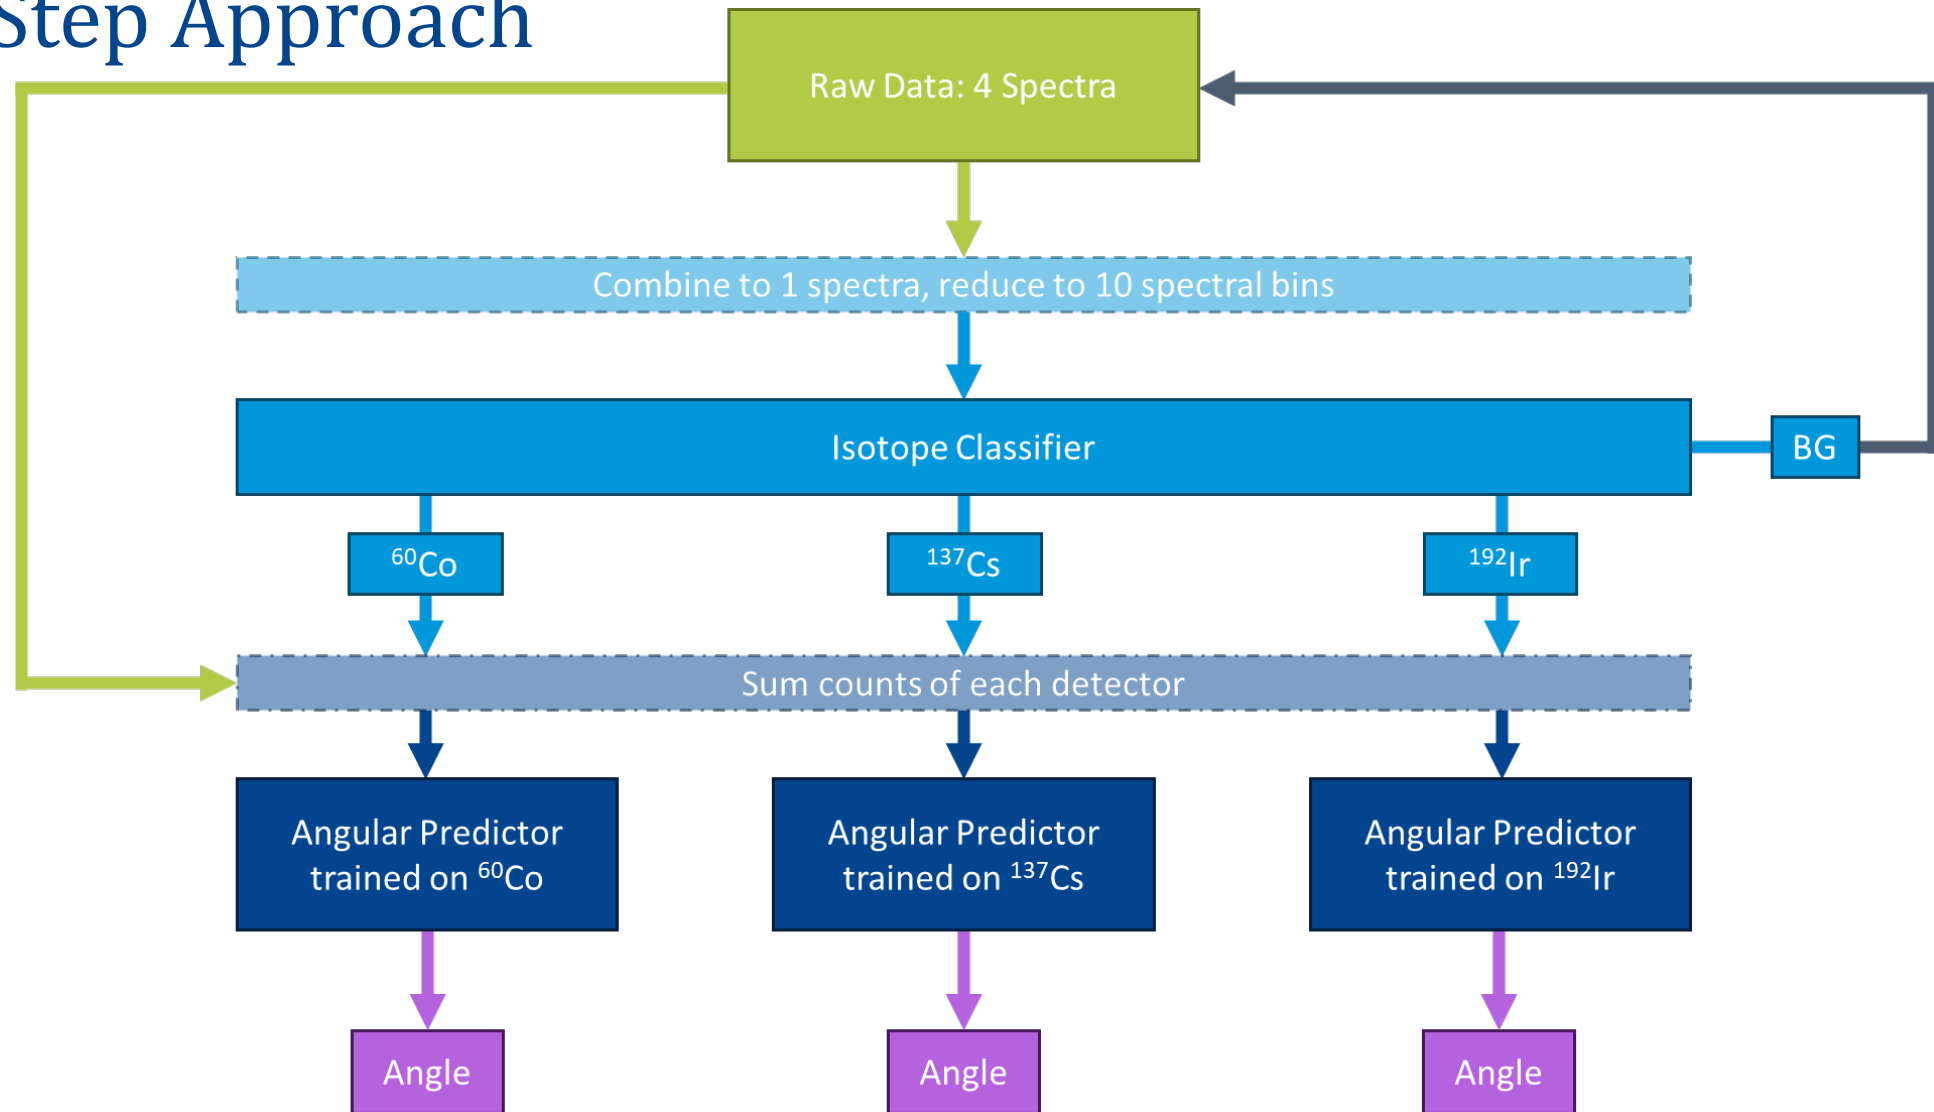 Step Approach
Raw Data: 4 Spectra
Combine to 1 spectra, reduce to 10 spectral bins
Isotope Classifier
BG
⁶⁰Co
¹³⁷Cs
¹⁹²Ir
Sum counts of each detector
Angular Predictor
trained on ⁶⁰Co
Angular Predictor
trained on ¹³⁷Cs
Angular Predictor
trained on ¹⁹²Ir
Angle
Angle
Angle